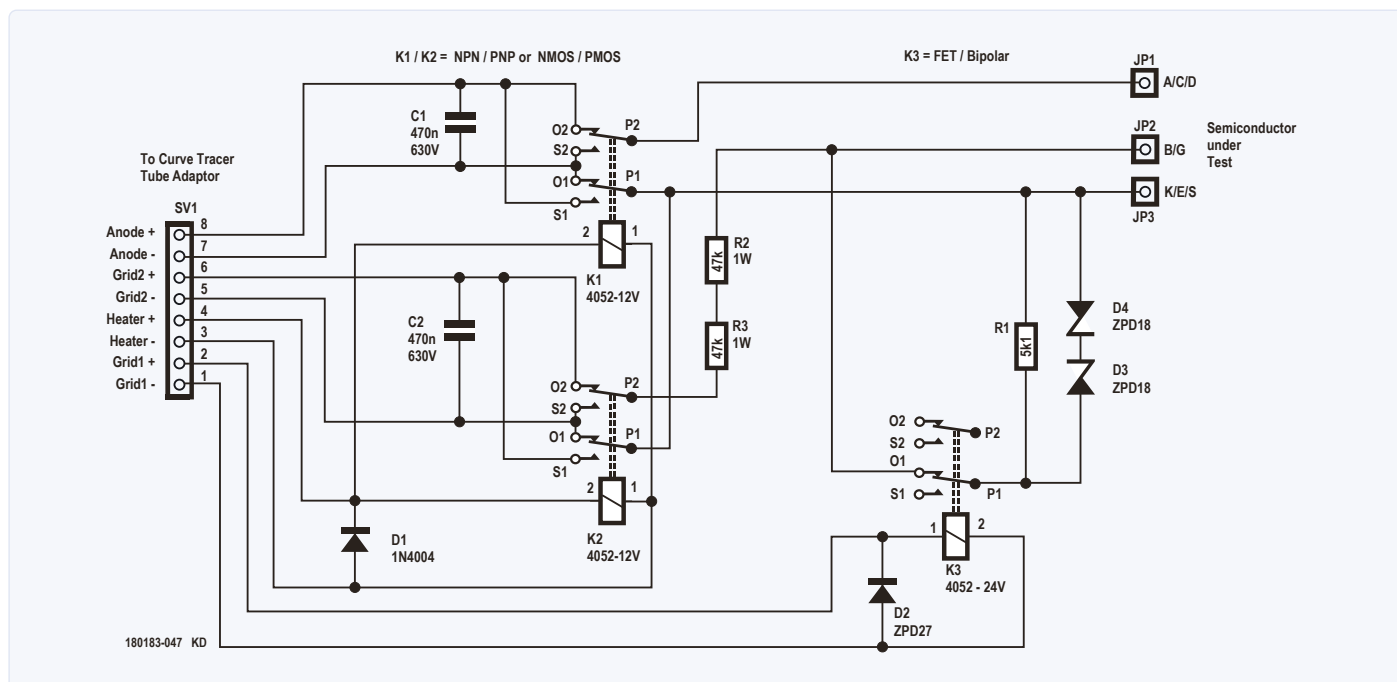 K1 / K2 = NPN / PNP or NMOS / PMOS
K3 = FET / Bipolar
JP1
A/C/D
C1
470n
630V
O2
P2
S2
O1
P1
S1
JP2
B/G
Semiconductor
under
Test
K/E/S
JP3
To Curve Tracer
Tube Adaptor
SV1
Anode +
8
Anode -
7
Grid2 +
6
Grid2 -
5
Heater +
4
Heater -
3
Grid1 +
2
Grid1 -
1
2
1
K1
4052-12V
R2
1W
47k
R3
1W
47k
C2
470n
630V
O2
P2
S2
O1
P1
S1
2
1
K2
4052-12V
D1
1N4004
R1
5k1
D4
ZPD18
D3
ZPD18
O2
P2
S2
O1
S1
P1
1
2
K3
4052 - 24V
D2
ZPD27
180183-047 KD